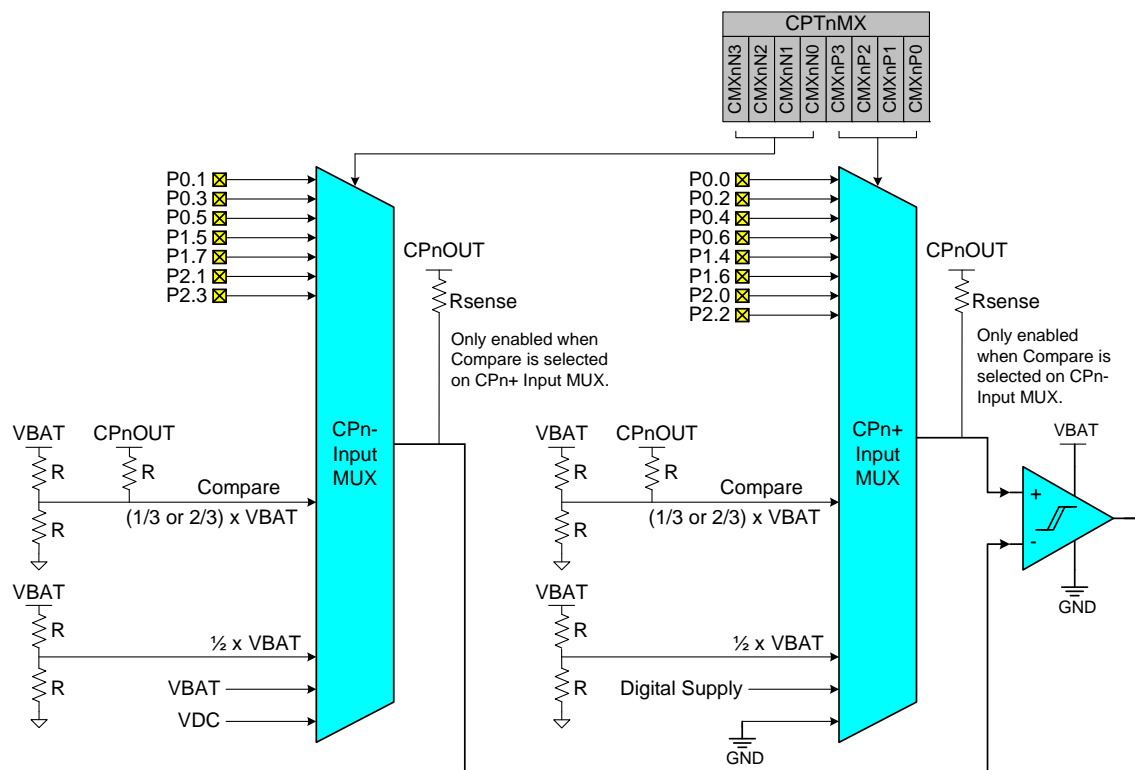 CPTnMX
CMXnN3
CMXnN2
CMXnN1
CMXnN0
CMXnP3
CMXnP2
CMXnP1
CMXnP0
P0.1
P0.3
P0.5
P1.5
P1.7
P2.1
P2.3
CPnOUT
Rsense
Only enabled when
Compare is selected
on CPn+ Input MUX.
VBAT
R
R
CPnOUT
R
Compare
(1/3 or 2/3) x VBAT
VBAT
R
R
½ x VBAT
VBAT
VDC
CPn-
Input
MUX
P0.0
P0.2
P0.4
P0.6
P1.4
P1.6
P2.0
P2.2
CPnOUT
Rsense
Only enabled
when Compare is
selected on CPn-
Input MUX.
VBAT
R
R
CPnOUT
R
Compare
(1/3 or 2/3) x VBAT
VBAT
R
R
½ x VBAT
Digital Supply
GND
CPn+
Input
MUX
VBAT
+
-
GND